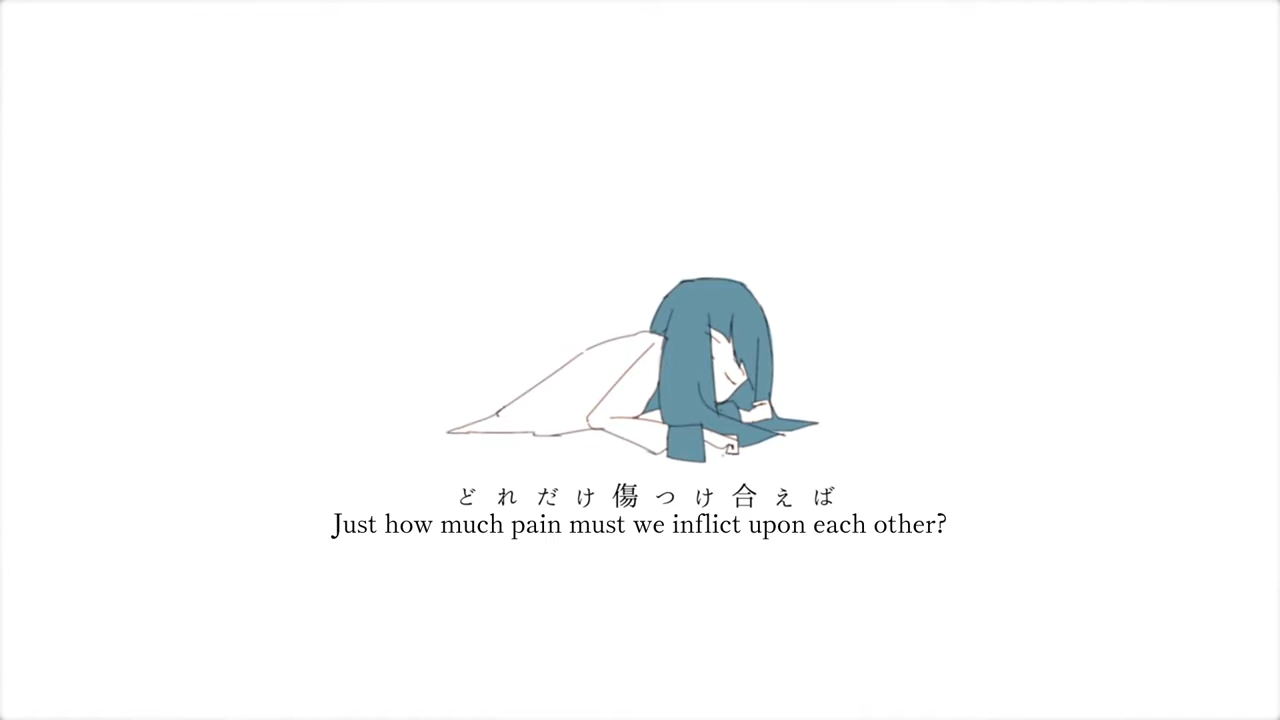 どれだけ傷つけ合えば
Just how much pain must we inflict upon each other?